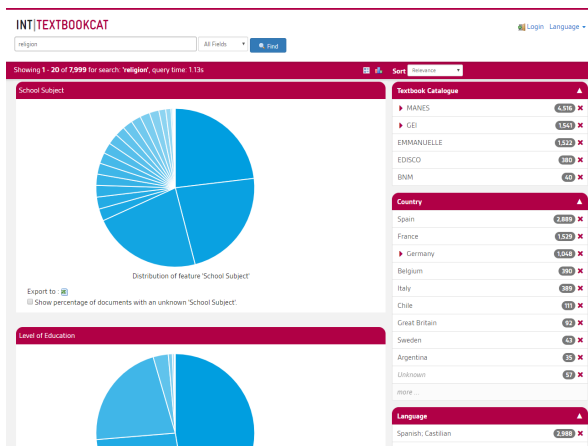 INT|TEXTBOOKCAT
Login Language
religion All Fields Find
Showing 1 - 20 of 7,999 for search: 'religion', query time: 1.13s
Sort Relevance
School Subject
Distribution of feature 'School Subject'
Export to :
Show percentage of documents with an unknown 'School Subject'.
Level of Education
Textbook Catalogue
MANES 4,516
GEI 1,541
EMMANUELLE 1,522
EDISCO 380
BNM 40
Country
Spain 2,889
France 1,529
Germany 1,048
Belgium 390
Italy 389
Chile 111
Great Britain 92
Sweden 43
Argentina 35
Unknown 57
more ...
Language
Spanish; Castilian 2,988